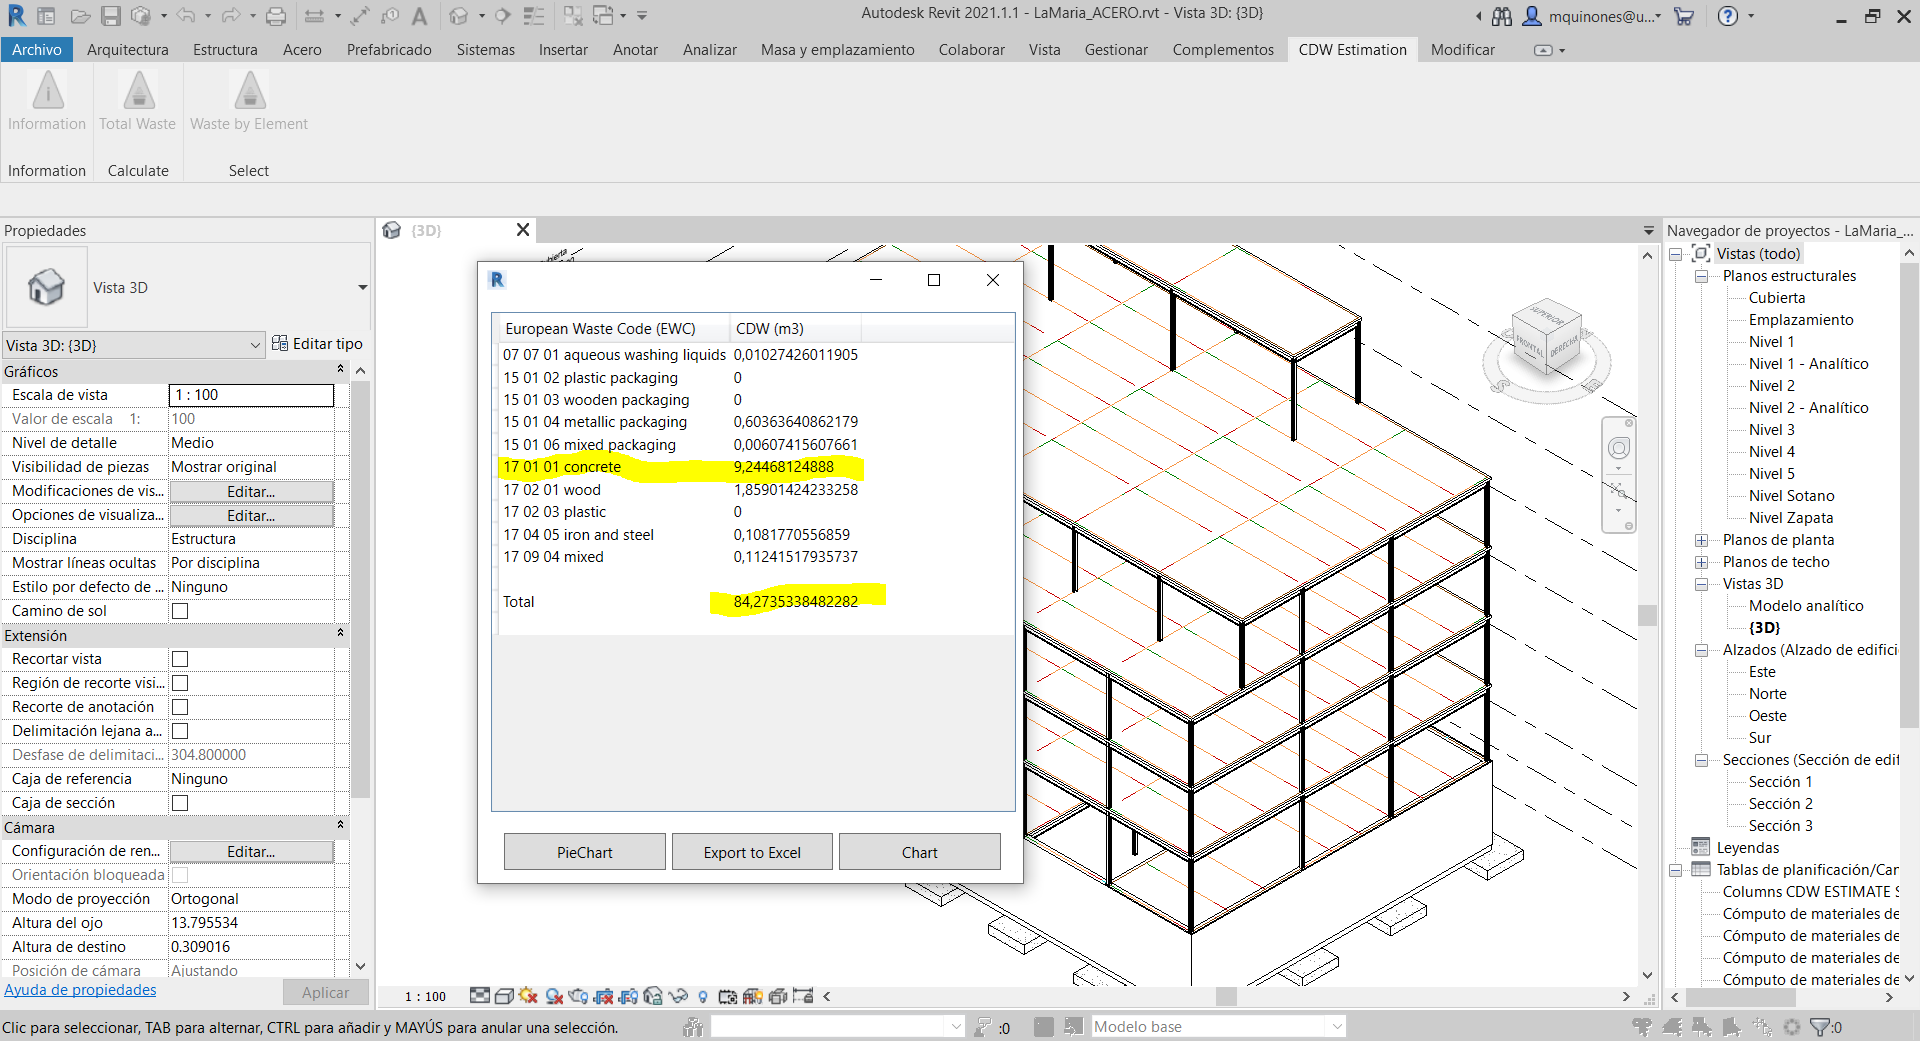 Autodesk Revit 2021.1.1 - LaMaria_ACERO.rvt - Vista 3D: {3D}
mquinones@u...
Archivo Arquitectura Estructura Acero Prefabricado Sistemas Insertar Anotar Analizar Masa y emplazamiento Colaborar Vista Gestionar Complementos CDW Estimation Modificar
Information Total Waste Waste by Element
Information Calculate Select
Propiedades
Vista 3D
Vista 3D: {3D} Editar tipo
Gráficos
Escala de vista 1 : 100
Valor de escala 1: 100
Nivel de detalle Medio
Visibilidad de piezas Mostrar original
Modificaciones de vis... Editar...
Opciones de visualiza... Editar...
Disciplina Estructura
Mostrar líneas ocultas Por disciplina
Estilo por defecto de ... Ninguno
Camino de sol
Extensión
Recortar vista
Región de recorte visi...
Recorte de anotación
Delimitación lejana a...
Desfase de delimitaci... 304.800000
Caja de referencia Ninguno
Caja de sección
Cámara
Configuración de ren... Editar...
Orientación bloqueada
Modo de proyección Ortogonal
Altura del ojo 13.795534
Altura de destino 0.309016
Posición de cámara Ajustando
Ayuda de propiedades Aplicar
{3D}
European Waste Code (EWC) CDW (m3)
07 07 01 aqueous washing liquids 0,01027426011905
15 01 02 plastic packaging 0
15 01 03 wooden packaging 0
15 01 04 metallic packaging 0,60363640862179
15 01 06 mixed packaging 0,00607415607661
17 01 01 concrete 9,24468124888
17 02 01 wood 1,85901424233258
17 02 03 plastic 0
17 04 05 iron and steel 0,1081770556859
17 09 04 mixed 0,11241517935737
Total 84,2735338482282
PieChart Export to Excel Chart
SUPERIOR
FRONTAL DERECHA
S
Navegador de proyectos - LaMaria_...
Vistas (todo)
Planos estructurales
Cubierta
Emplazamiento
Nivel 1
Nivel 1 - Analítico
Nivel 2
Nivel 2 - Analítico
Nivel 3
Nivel 4
Nivel 5
Nivel Sotano
Nivel Zapata
Planos de planta
Planos de techo
Vistas 3D
Modelo analítico
{3D}
Alzados (Alzado de edifici
Este
Norte
Oeste
Sur
Secciones (Sección de edif
Sección 1
Sección 2
Sección 3
Leyendas
Tablas de planificación/Can
Columns CDW ESTIMATE S
Cómputo de materiales de
Cómputo de materiales de
Cómputo de materiales de
Cómputo de materiales de
1 : 100
Clic para seleccionar, TAB para alternar, CTRL para añadir y MAYÚS para anular una selección. :0 Modelo base :0